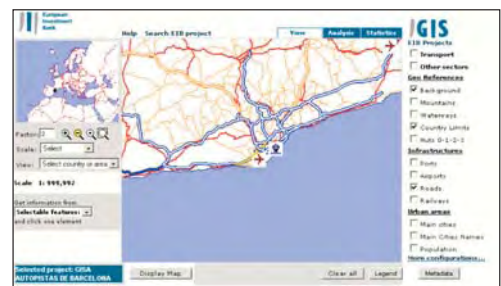 European
Investment
Bank
Help Search EIB project
View Analysis Statistics
GIS
EIB Projects
Transport
Other sectors
Geo References
Background
Mountains
Waterways
Country Limits
Nuts 0-1-2-3
Infrastructures
Ports
Airports
Roads
Railways
Urban areas
Main cities
Main Cities Names
Population
More configurations...
Factor: 2
Scale: Select
View: Select country or area
Scale 1: 999,992
Get information from:
Selectable features:
and click one element
Selected project: GISA
AUTOPISTAS DE BARCELONA
Display Map
Clear all
Legend
Metadata